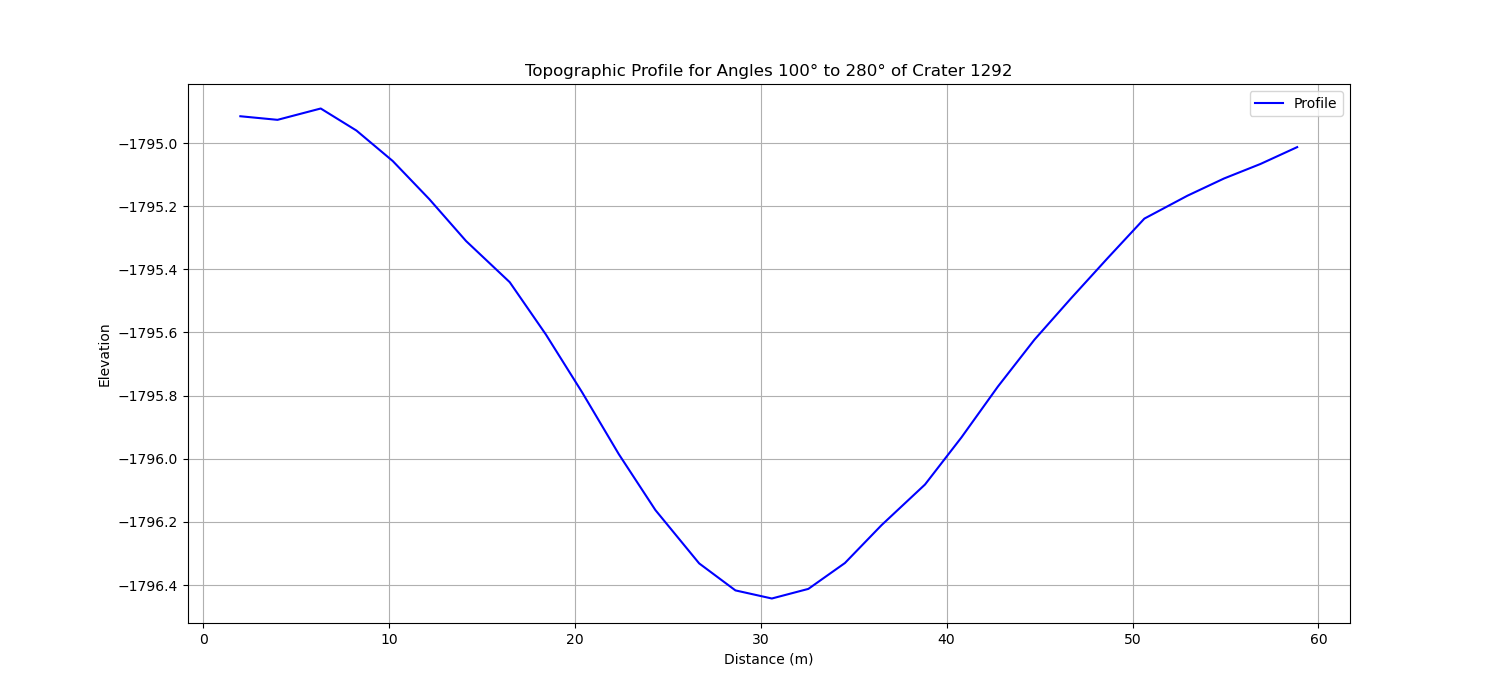 Topographic Profile for Angles 100° to 280° of Crater 1292
Profile
−1795.0
−1795.2
−1795.4
−1795.6
−1795.8
−1796.0
−1796.2
−1796.4
Elevation
0 10 20 30 40 50 60
Distance (m)